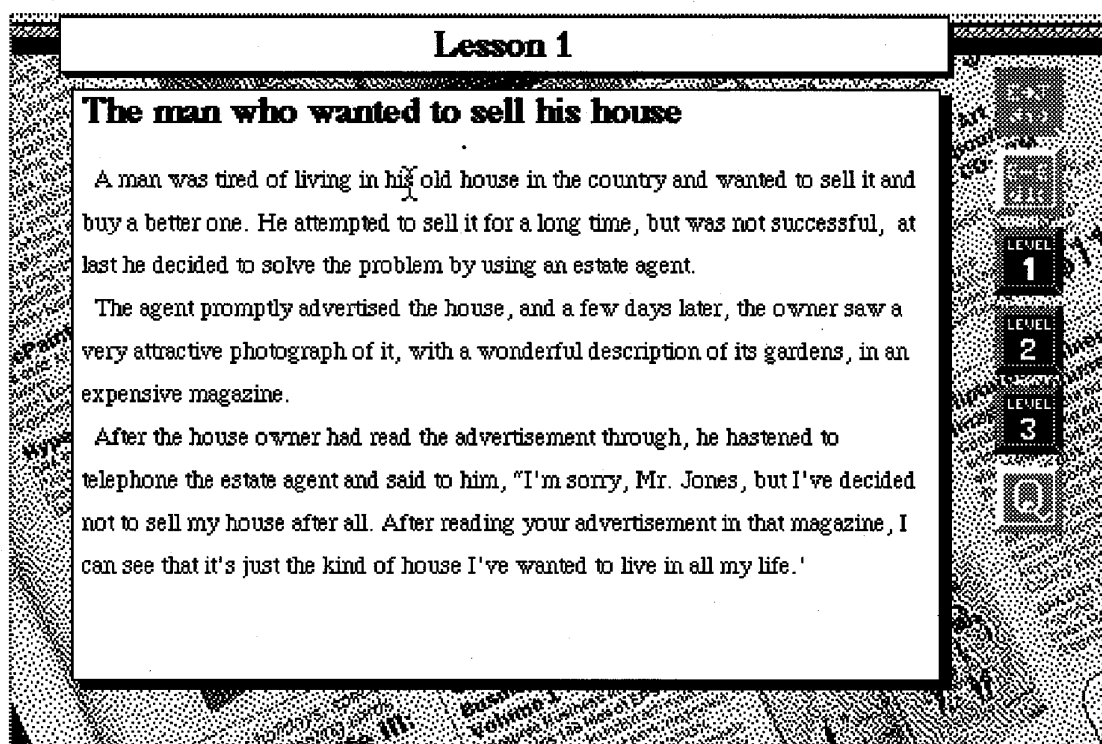 Lesson 1
The man who wanted to sell his house
A man was tired of living in his old house in the country and wanted to sell it and
buy a better one. He attempted to sell it for a long time, but was not successful, at
last he decided to solve the problem by using an estate agent.
The agent promptly advertised the house, and a few days later, the owner saw a
very attractive photograph of it, with a wonderful description of its gardens, in an
expensive magazine.
After the house owner had read the advertisement through, he hastened to
telephone the estate agent and said to him, "I'm sorry, Mr. Jones, but I've decided
not to sell my house after all. After reading your advertisement in that magazine, I
can see that it's just the kind of house I've wanted to live in all my life.'
LEVEL
1
LEVEL
2
LEVEL
3
Q
Volume 1